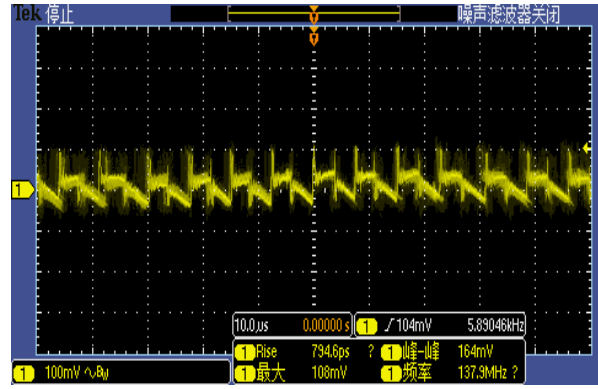 Tek 停止 噪声滤波器关闭
1
10.0µs 0.00000 s 1 ∫ 104mV 5.89046kHz
1 Rise 794.6ps ? 1 峰-峰 164mV
1 最大 108mV 1 频率 137.9MHz ?
1 100mV ∿ BW